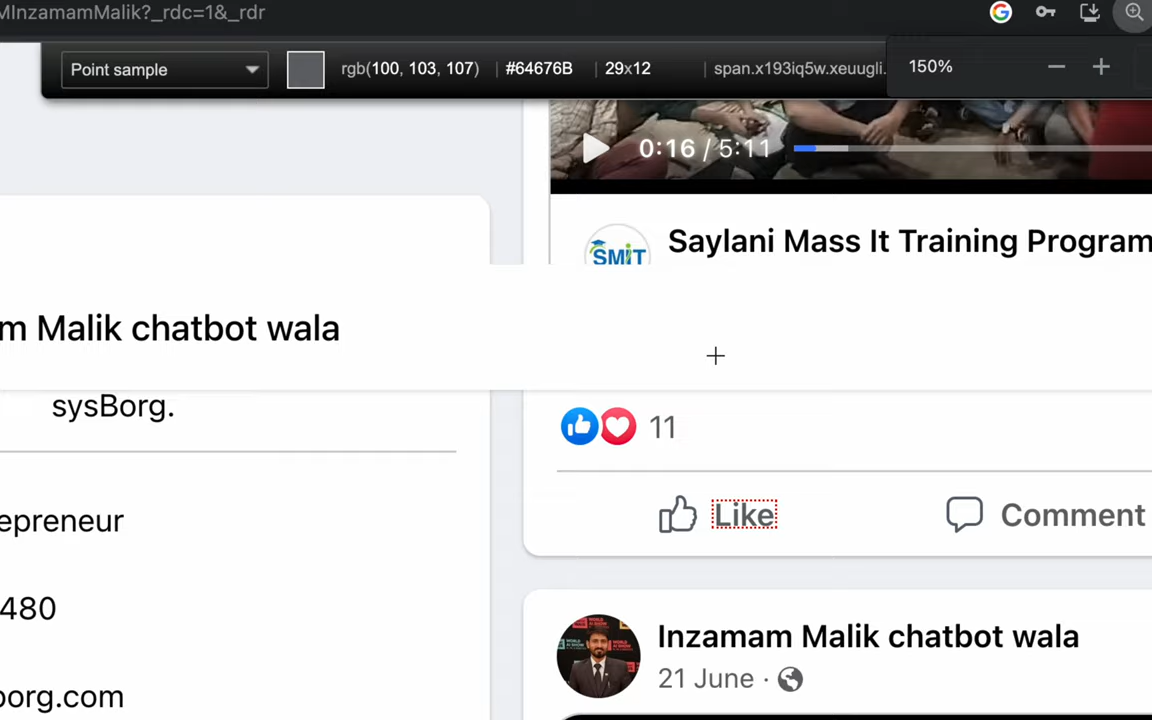 MInzamamMalik?_rdc=1&_rdr
Point sample
rgb(100, 103, 107) | #64676B | 29x12 | span.x193iq5w.xeuugli.
150%
0:16 / 5:11
SMIT
Saylani Mass It Training Program
m Malik chatbot wala
sysBorg.
11
epreneur
Like
Comment
480
Inzamam Malik chatbot wala
21 June ·
borg.com